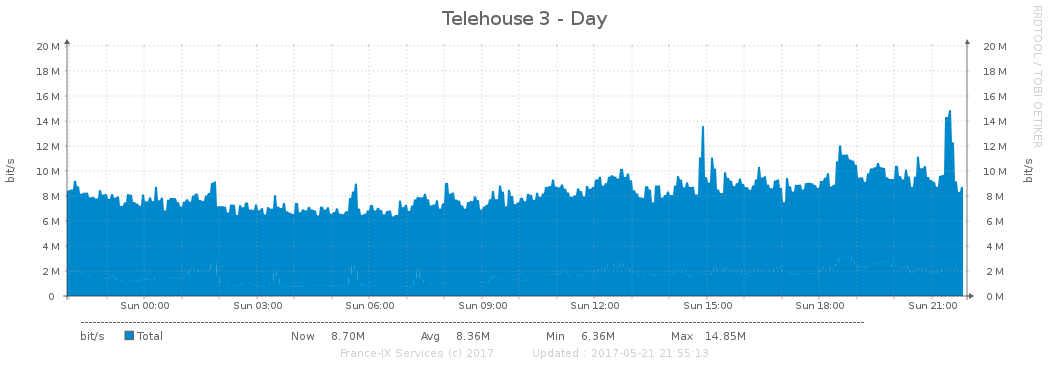 Telehouse 3 - Day
RRDTOOL / TOBI OETIKER
20 M 20 M
18 M 18 M
16 M 16 M
14 M 14 M
12 M 12 M
10 M 10 M
8 M 8 M
6 M 6 M
4 M 4 M
2 M 2 M
0 0 M
bit/s bit/s
Sun 00:00 Sun 03:00 Sun 06:00 Sun 09:00 Sun 12:00 Sun 15:00 Sun 18:00 Sun 21:00
bit/s Total Now 8.70M Avg 8.36M Min 6.36M Max 14.85M
France-IX Services (c) 2017 Updated : 2017-05-21 21:55:13